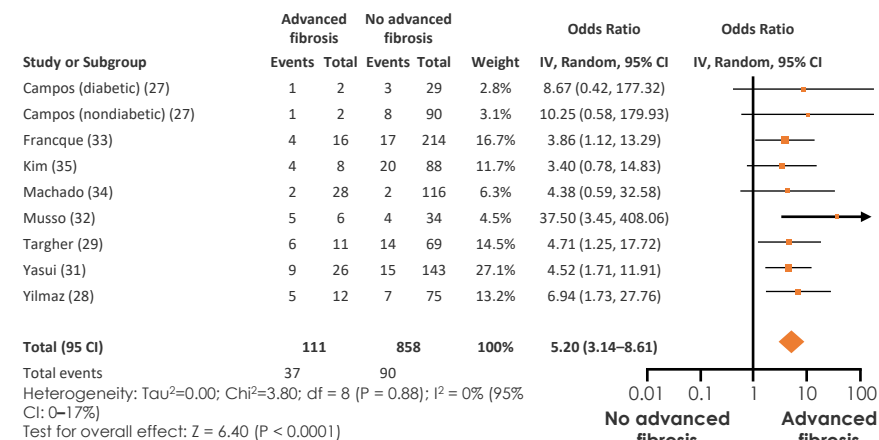 Advanced fibrosis No advanced fibrosis Odds Ratio Odds Ratio
Study or Subgroup Events Total Events Total Weight IV, Random, 95% CI IV, Random, 95% CI
Campos (diabetic) (27) 1 2 3 29 2.8% 8.67 (0.42, 177.32)
Campos (nondiabetic) (27) 1 2 8 90 3.1% 10.25 (0.58, 179.93)
Francque (33) 4 16 17 214 16.7% 3.86 (1.12, 13.29)
Kim (35) 4 8 20 88 11.7% 3.40 (0.78, 14.83)
Machado (34) 2 28 2 116 6.3% 4.38 (0.59, 32.58)
Musso (32) 5 6 4 34 4.5% 37.50 (3.45, 408.06)
Targher (29) 6 11 14 69 14.5% 4.71 (1.25, 17.72)
Yasui (31) 9 26 15 143 27.1% 4.52 (1.71, 11.91)
Yilmaz (28) 5 12 7 75 13.2% 6.94 (1.73, 27.76)
Total (95 CI) 111 858 100% 5.20 (3.14–8.61)
Total events 37 90
Heterogeneity: Tau²=0.00; Chi²=3.80; df = 8 (P = 0.88); I² = 0% (95%
CI: 0–17%)
Test for overall effect: Z = 6.40 (P < 0.0001)
0.01 0.1 1 10 100
No advanced fibrosis Advanced fibrosis